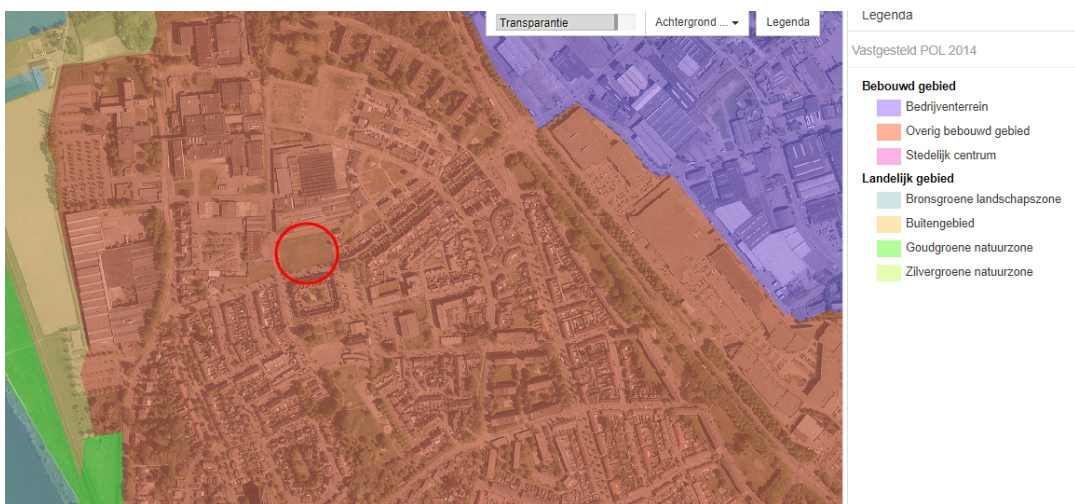 Transparantie
Achtergrond ...
Legenda
Legenda
Vastgesteld POL 2014
Bebouwd gebied
Bedrijventerrein
Overig bebouwd gebied
Stedelijk centrum
Landelijk gebied
Bronsgroene landschapszone
Buitengebied
Goudgroene natuurzone
Zilvergroene natuurzone